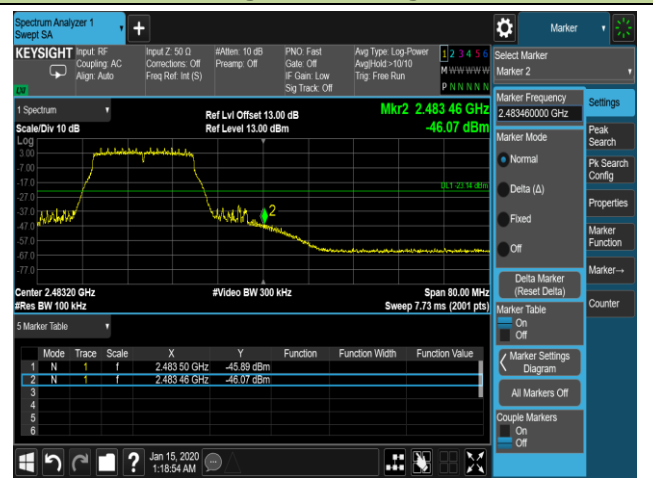 Spectrum Analyzer 1
Swept SA
+
Marker
KEYSIGHT
Input: RF
Coupling: AC
Align: Auto
Input Z: 50 Ω
Corrections: Off
Freq Ref: Int (S)
#Atten: 10 dB
Preamp: Off
PNO: Fast
Gate: Off
IF Gain: Low
Sig Track: Off
Avg Type: Log-Power
Avg|Hold:>10/10
Trig: Free Run
1 2 3 4 5 6
M W W W W W
P N N N N N
LXI
Select Marker
Marker 2
1 Spectrum
Scale/Div 10 dB
Log
Ref Lvl Offset 13.00 dB
Ref Level 13.00 dBm
Mkr2 2.483 46 GHz
-46.07 dBm
3.00
-7.00
-17.0
-27.0
-37.0
-47.0
-57.0
-67.0
-77.0
DL1 -23.14 dBm
2
Center 2.48320 GHz
#Res BW 100 kHz
#Video BW 300 kHz
Span 80.00 MHz
Sweep 7.73 ms (2001 pts)
5 Marker Table
Mode Trace Scale X Y Function Function Width Function Value
1 N 1 f 2.483 50 GHz -45.89 dBm
2 N 1 f 2.483 46 GHz -46.07 dBm
3
4
5
6
Marker Frequency
2.483460000 GHz
Marker Mode
Normal
Delta (Δ)
Fixed
Off
Delta Marker
(Reset Delta)
Marker Table
On
Off
Marker Settings
Diagram
All Markers Off
Couple Markers
On
Off
Settings
Peak
Search
Pk Search
Config
Properties
Marker
Function
Marker→
Counter
?
Jan 15, 2020
1:18:54 AM